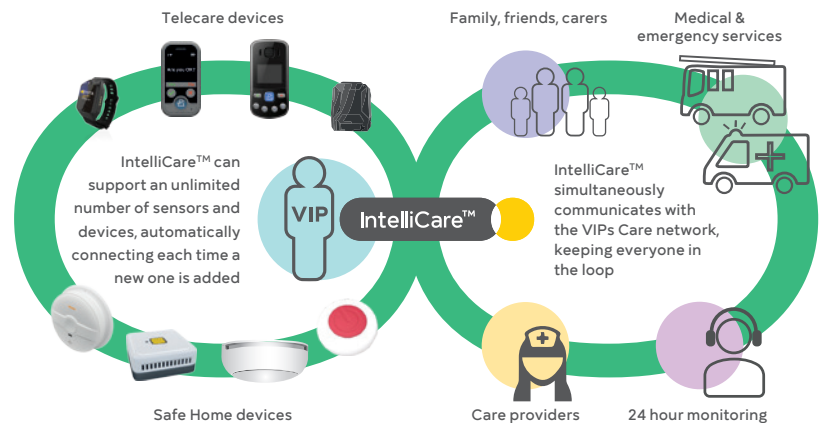 Telecare devices
Family, friends, carers
Medical &
emergency services
IntelliCare™ can
support an unlimited
number of sensors and
devices, automatically
connecting each time a
new one is added
VIP
IntelliCare™
IntelliCare™
simultaneously
communicates with
the VIPs Care network,
keeping everyone in
the loop
Safe Home devices
Care providers
24 hour monitoring